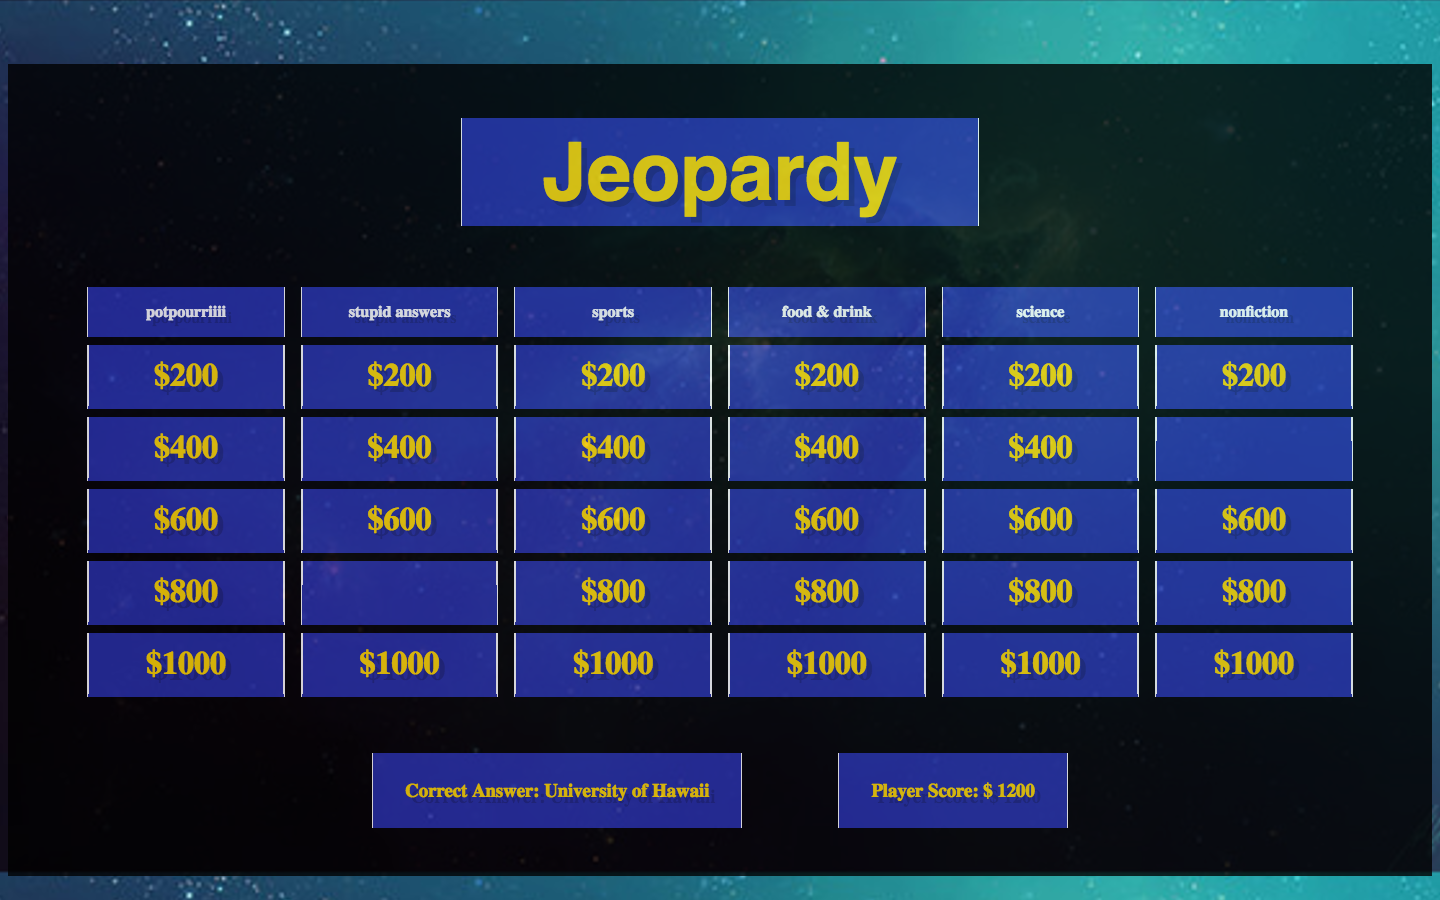 Jeopardy
potpourriiii stupid answers sports food & drink science nonfiction
$200 $200 $200 $200 $200 $200
$400 $400 $400 $400 $400
$600 $600 $600 $600 $600 $600
$800 $800 $800 $800 $800
$1000 $1000 $1000 $1000 $1000 $1000
Correct Answer: University of Hawaii Player Score: $ 1200